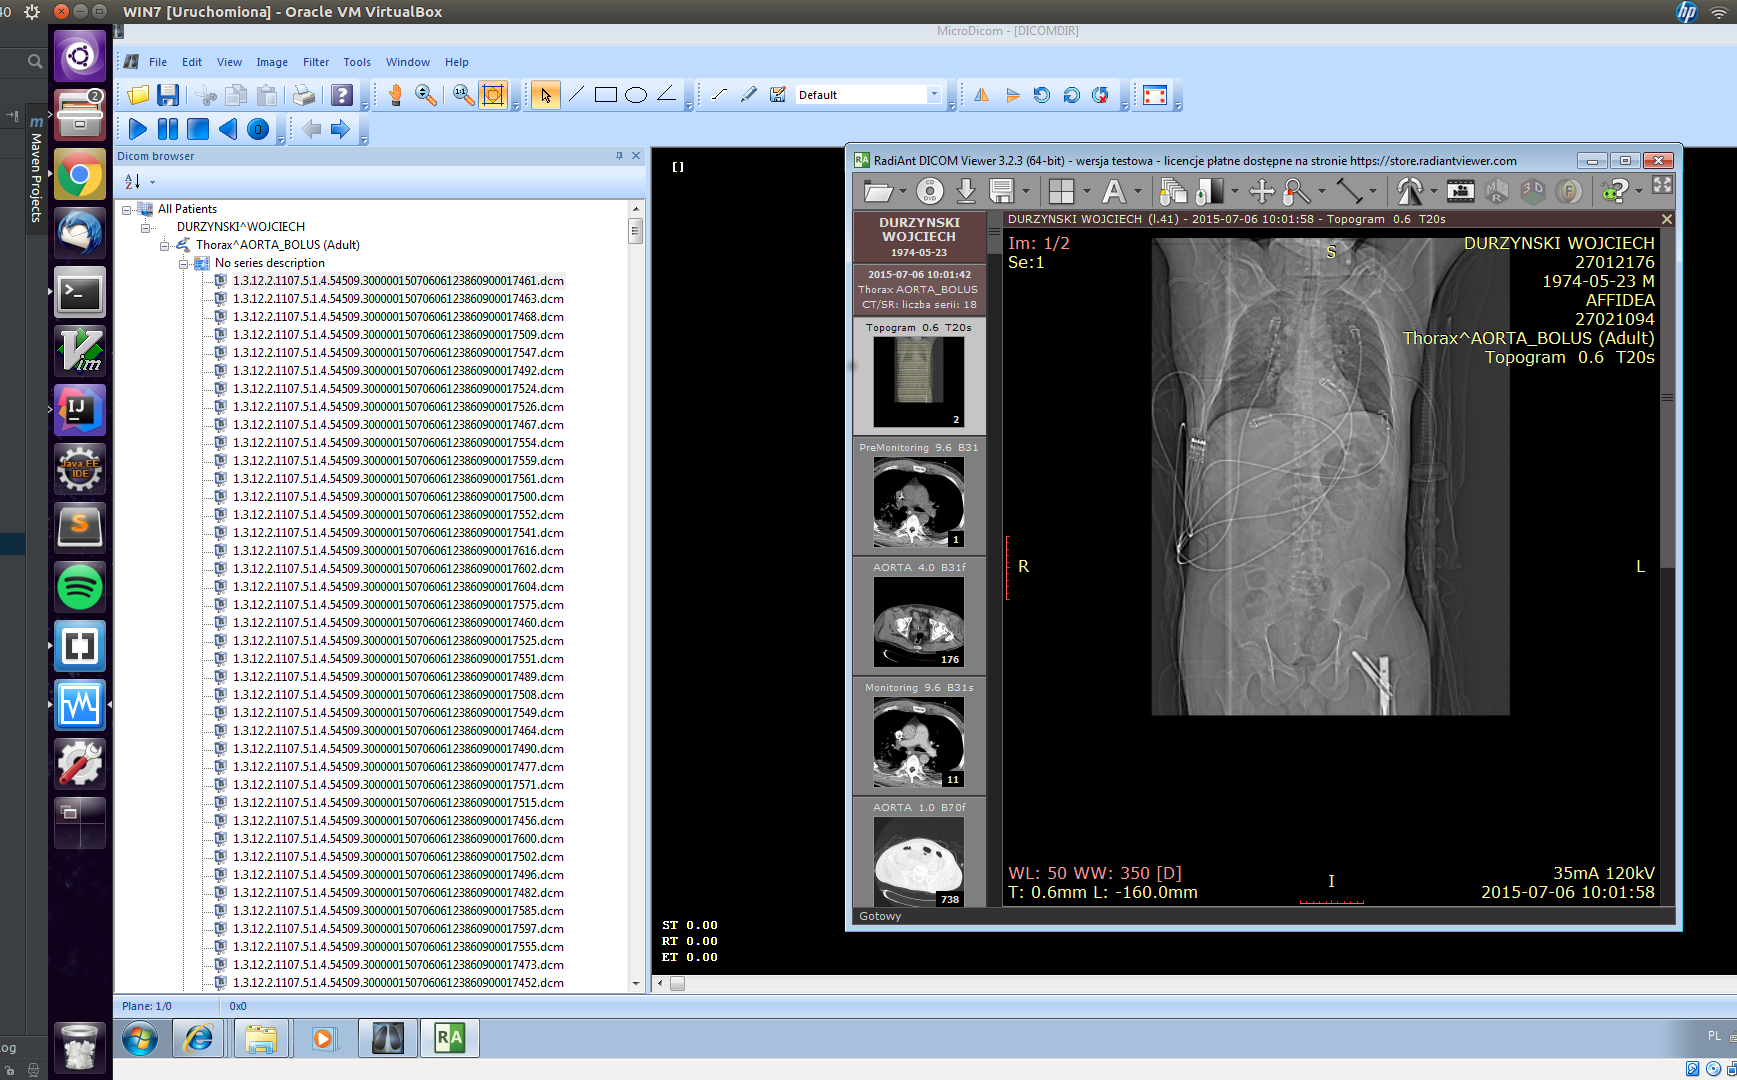 40
WIN7 [Uruchomiona] - Oracle VM VirtualBox
hp
MicroDicom - [DICOMDIR]
File Edit View Image Filter Tools Window Help
1:1
Default
Maven Projects
2
Dicom browser
All Patients
DURZYNSKI^WOJCIECH
Thorax^AORTA_BOLUS (Adult)
No series description
1.3.12.2.1107.5.1.4.54509.30000015070606123860900017461.dcm
1.3.12.2.1107.5.1.4.54509.30000015070606123860900017463.dcm
1.3.12.2.1107.5.1.4.54509.30000015070606123860900017468.dcm
1.3.12.2.1107.5.1.4.54509.30000015070606123860900017509.dcm
1.3.12.2.1107.5.1.4.54509.30000015070606123860900017547.dcm
1.3.12.2.1107.5.1.4.54509.30000015070606123860900017492.dcm
1.3.12.2.1107.5.1.4.54509.30000015070606123860900017524.dcm
1.3.12.2.1107.5.1.4.54509.30000015070606123860900017526.dcm
1.3.12.2.1107.5.1.4.54509.30000015070606123860900017467.dcm
1.3.12.2.1107.5.1.4.54509.30000015070606123860900017554.dcm
1.3.12.2.1107.5.1.4.54509.30000015070606123860900017559.dcm
1.3.12.2.1107.5.1.4.54509.30000015070606123860900017561.dcm
1.3.12.2.1107.5.1.4.54509.30000015070606123860900017500.dcm
1.3.12.2.1107.5.1.4.54509.30000015070606123860900017552.dcm
1.3.12.2.1107.5.1.4.54509.30000015070606123860900017541.dcm
1.3.12.2.1107.5.1.4.54509.30000015070606123860900017616.dcm
1.3.12.2.1107.5.1.4.54509.30000015070606123860900017602.dcm
1.3.12.2.1107.5.1.4.54509.30000015070606123860900017604.dcm
1.3.12.2.1107.5.1.4.54509.30000015070606123860900017575.dcm
1.3.12.2.1107.5.1.4.54509.30000015070606123860900017460.dcm
1.3.12.2.1107.5.1.4.54509.30000015070606123860900017525.dcm
1.3.12.2.1107.5.1.4.54509.30000015070606123860900017551.dcm
1.3.12.2.1107.5.1.4.54509.30000015070606123860900017489.dcm
1.3.12.2.1107.5.1.4.54509.30000015070606123860900017508.dcm
1.3.12.2.1107.5.1.4.54509.30000015070606123860900017549.dcm
1.3.12.2.1107.5.1.4.54509.30000015070606123860900017464.dcm
1.3.12.2.1107.5.1.4.54509.30000015070606123860900017490.dcm
1.3.12.2.1107.5.1.4.54509.30000015070606123860900017477.dcm
1.3.12.2.1107.5.1.4.54509.30000015070606123860900017571.dcm
1.3.12.2.1107.5.1.4.54509.30000015070606123860900017515.dcm
1.3.12.2.1107.5.1.4.54509.30000015070606123860900017456.dcm
1.3.12.2.1107.5.1.4.54509.30000015070606123860900017600.dcm
1.3.12.2.1107.5.1.4.54509.30000015070606123860900017502.dcm
1.3.12.2.1107.5.1.4.54509.30000015070606123860900017496.dcm
1.3.12.2.1107.5.1.4.54509.30000015070606123860900017482.dcm
1.3.12.2.1107.5.1.4.54509.30000015070606123860900017585.dcm
1.3.12.2.1107.5.1.4.54509.30000015070606123860900017597.dcm
1.3.12.2.1107.5.1.4.54509.30000015070606123860900017555.dcm
1.3.12.2.1107.5.1.4.54509.30000015070606123860900017473.dcm
1.3.12.2.1107.5.1.4.54509.30000015070606123860900017452.dcm
Plane: 1/0 0x0
[]
ST 0.00
RT 0.00
ET 0.00
RA RadiAnt DICOM Viewer 3.2.3 (64-bit) - wersja testowa - licencje płatne dostępne na stronie https://store.radiantviewer.com
DURZYNSKI
WOJCIECH
1974-05-23
2015-07-06 10:01:42
Thorax AORTA_BOLUS
CT/SR: liczba serii: 18
Topogram 0.6 T20s
2
PreMonitoring 9.6 B31
1
AORTA 4.0 B31f
176
Monitoring 9.6 B31s
11
AORTA 1.0 B70f
738
Gotowy
DURZYNSKI WOJCIECH (l.41) - 2015-07-06 10:01:58 - Topogram 0.6 T20s
Im: 1/2
Se:1
S
DURZYNSKI WOJCIECH
27012176
1974-05-23 M
AFFIDEA
27021094
Thorax^AORTA_BOLUS (Adult)
Topogram 0.6 T20s
R
L
WL: 50 WW: 350 [D]
T: 0.6mm L: -160.0mm
I
35mA 120kV
2015-07-06 10:01:58
IJ
Java EE
IDE
Vim
og
RA
PL